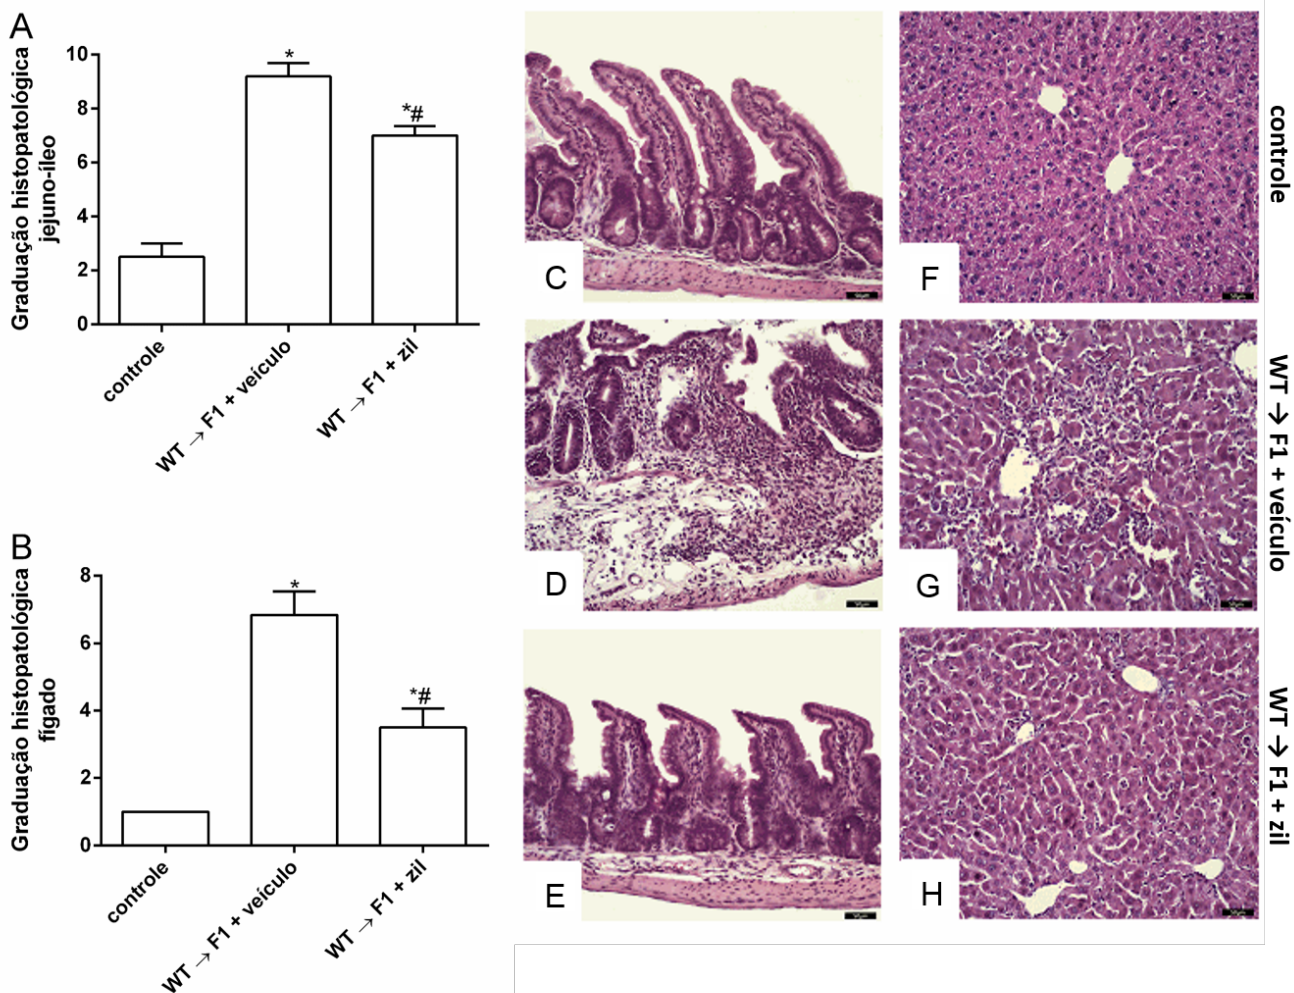 A
Graduação histopatológica
jejuno-íleo
10
8
6
4
2
0
*
*#
controle
WT → F1 + veículo
WT → F1 + zil
B
Graduação histopatológica
fígado
8
6
4
2
0
*
*#
controle
WT → F1 + veículo
WT → F1 + zil
C
F
controle
D
G
WT → F1 + veículo
E
H
WT → F1 + zil